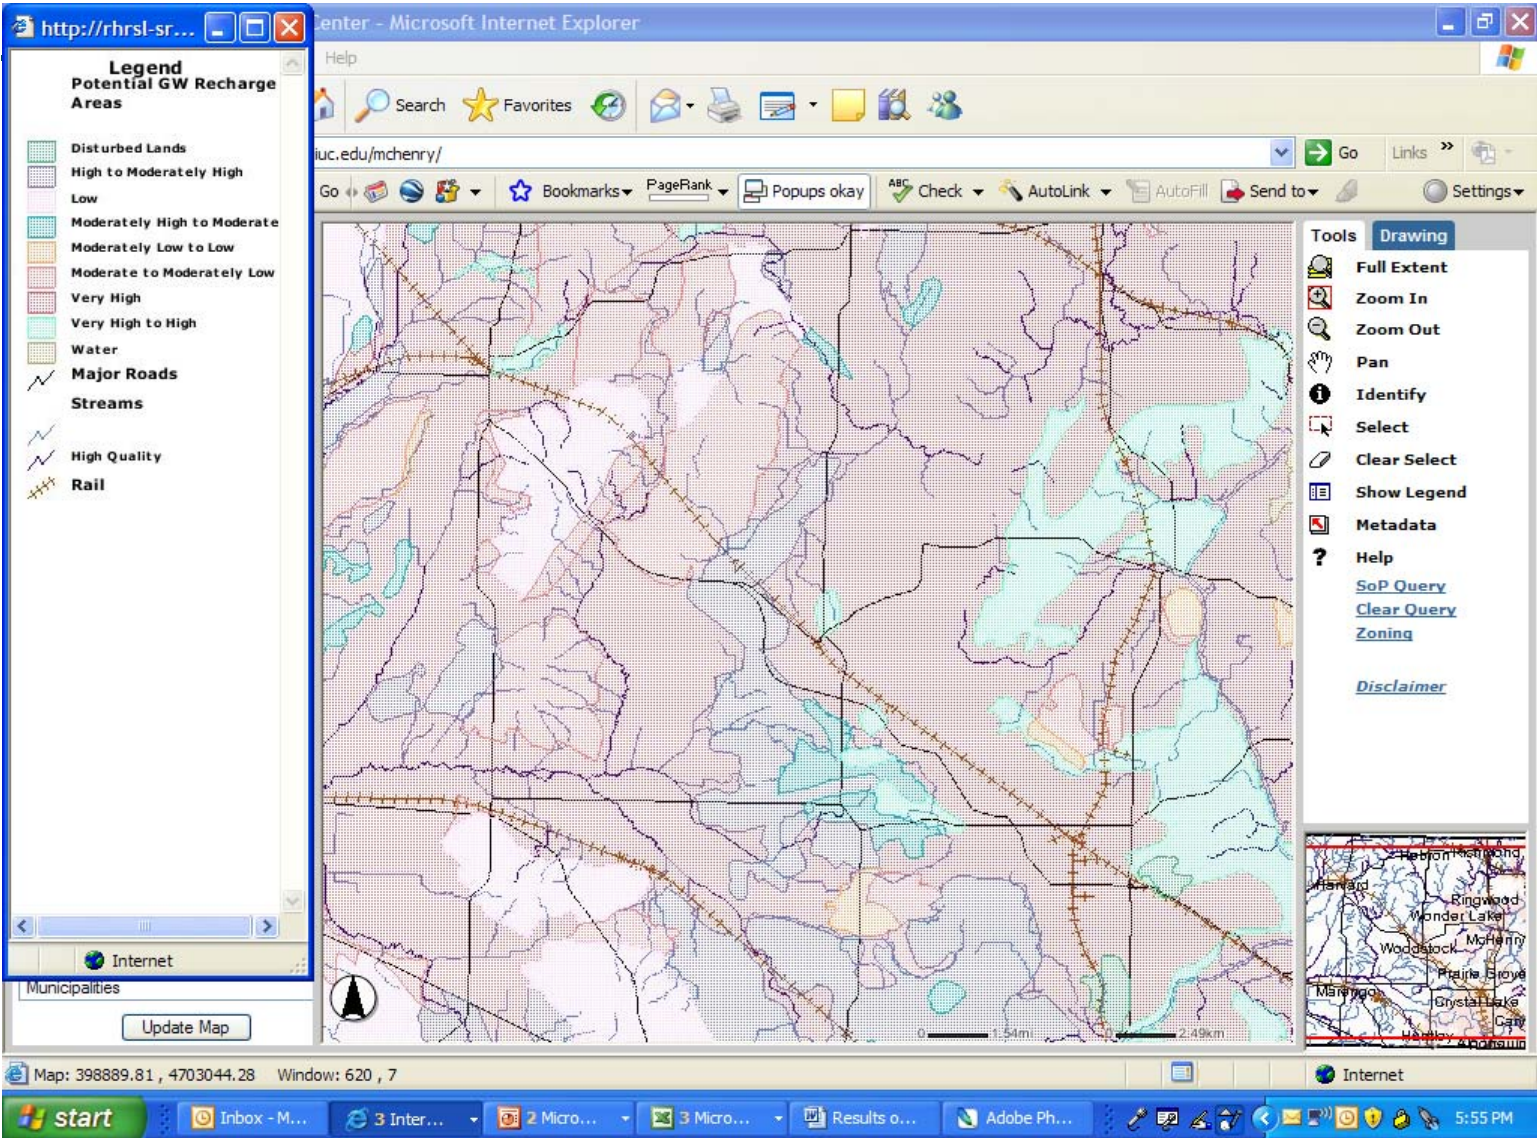 http://rhrsl-sr...
Center - Microsoft Internet Explorer
Help
Search
Favorites
iuc.edu/mchenry/
Go
Links
Go
Bookmarks
PageRank
Popups okay
Check
AutoLink
AutoFill
Send to
Settings
Legend
Potential GW Recharge
Areas
Disturbed Lands
High to Moderately High
Low
Moderately High to Moderate
Moderately Low to Low
Moderate to Moderately Low
Very High
Very High to High
Water
Major Roads
Streams
High Quality
Rail
Internet
Municipalities
Update Map
0 1.54mi
2.49km
Tools
Drawing
Full Extent
Zoom In
Zoom Out
Pan
Identify
Select
Clear Select
Show Legend
Metadata
? Help
SoP Query
Clear Query
Zoning
Disclaimer
Hebron Richmond
Harvard
Ringwood
Wonder Lake
Woodstock McHenry
Prairie Grove
Marengo
Crystal Lake
Cary
Huntley Algonquin
Map: 398889.81 , 4703044.28 Window: 620 , 7
Internet
start
Inbox - M...
3 Inter...
2 Micro...
3 Micro...
Results o...
Adobe Ph...
5:55 PM